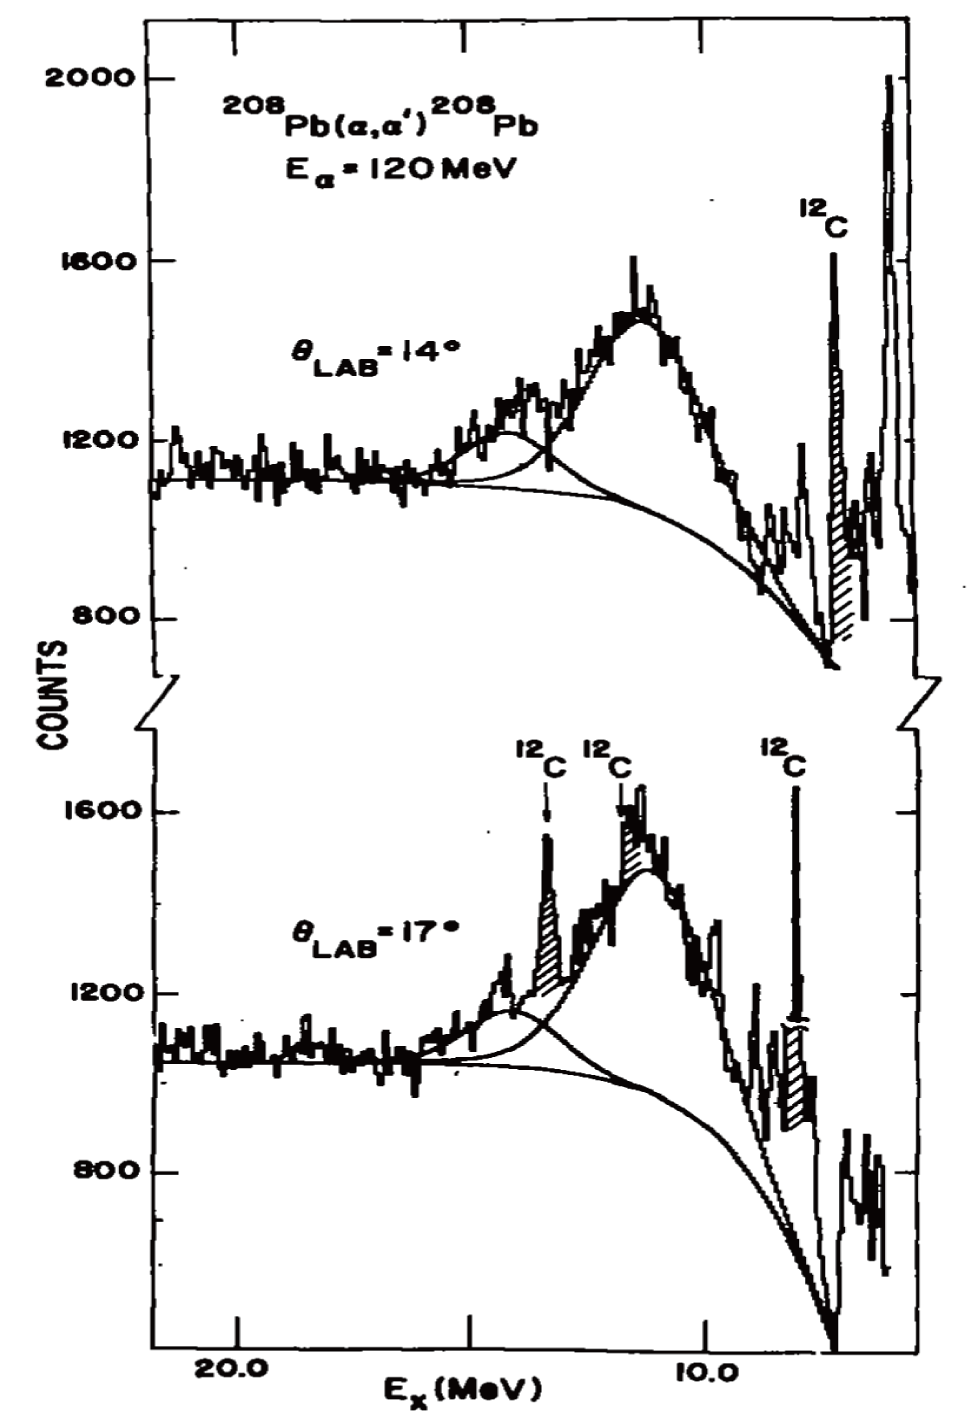 2000
²⁰⁸Pb(α,α')²⁰⁸Pb
Eα = 120 MeV
¹²C
1600
θLAB = 14°
1200
800
COUNTS
¹²C ¹²C ¹²C
1600
θLAB = 17°
1200
800
20.0 10.0
Ex (MeV)